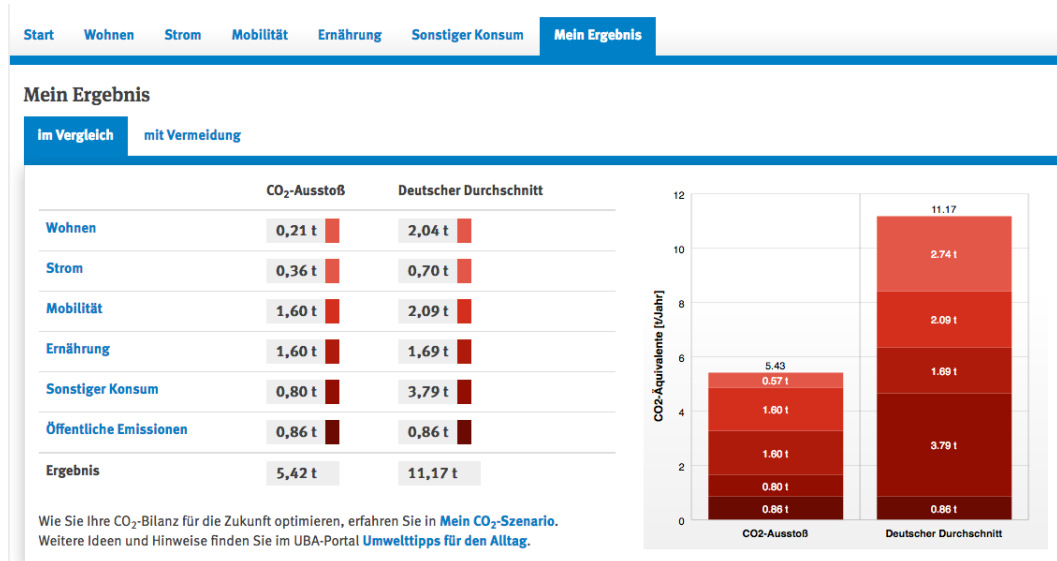 Start Wohnen Strom Mobilität Ernährung Sonstiger Konsum Mein Ergebnis
Mein Ergebnis
im Vergleich mit Vermeidung
CO₂-Ausstoß Deutscher Durchschnitt
Wohnen 0,21 t 2,04 t
Strom 0,36 t 0,70 t
Mobilität 1,60 t 2,09 t
Ernährung 1,60 t 1,69 t
Sonstiger Konsum 0,80 t 3,79 t
Öffentliche Emissionen 0,86 t 0,86 t
Ergebnis 5,42 t 11,17 t
Wie Sie Ihre CO₂-Bilanz für die Zukunft optimieren, erfahren Sie in Mein CO₂-Szenario.
Weitere Ideen und Hinweise finden Sie im UBA-Portal Umwelttipps für den Alltag.
CO2-Äquivalente [t/Jahr]
12
10
8
6
4
2
0
5.43
0.57 t
1.60 t
1.60 t
0.80 t
0.86 t
11.17
2.74 t
2.09 t
1.69 t
3.79 t
0.86 t
CO2-Ausstoß Deutscher Durchschnitt